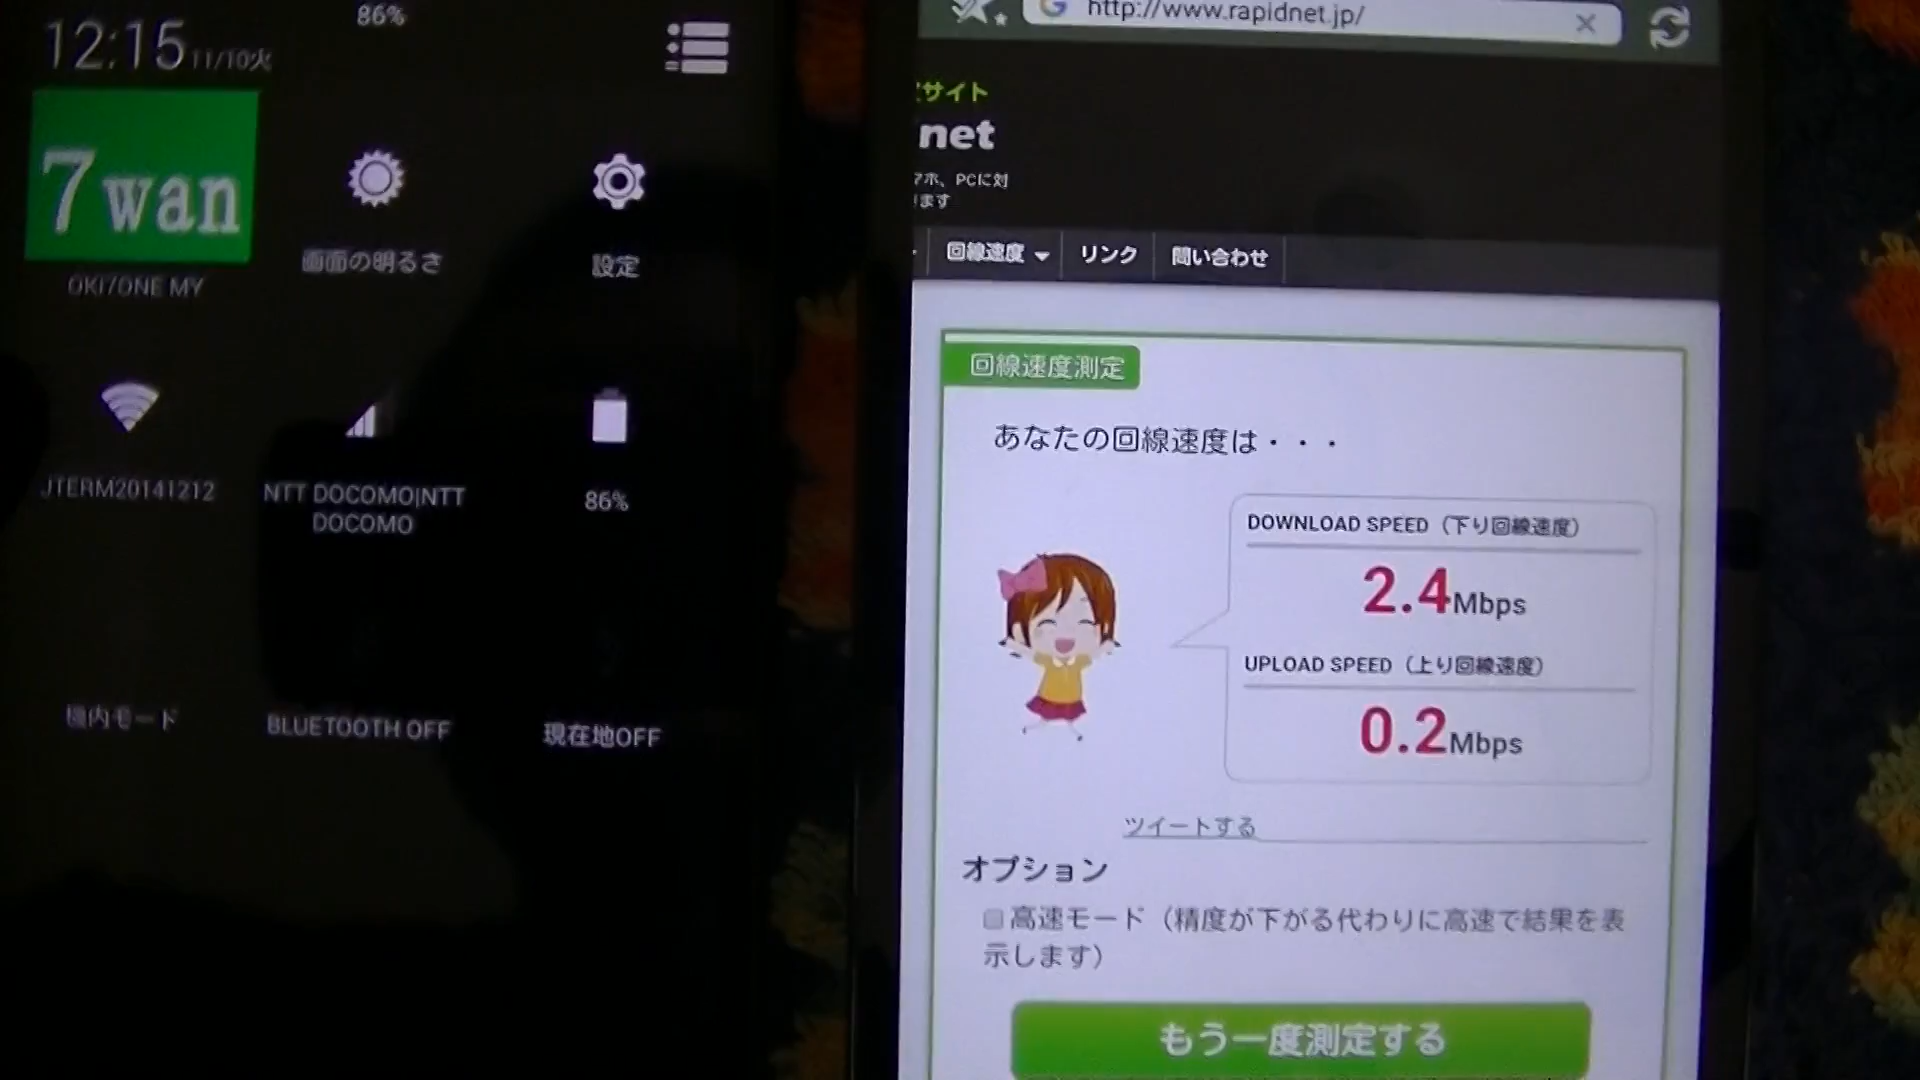 86%
12:15 11/10火
7wan
OKI7ONE MY
画面の明るさ
設定
JTERM20141212
NTT DOCOMO|NTT
DOCOMO
86%
機内モード
BLUETOOTH OFF
現在地OFF
http://www.rapidnet.jp/
サイト
net
マホ、PCに対
ます
回線速度
リンク
問い合わせ
回線速度測定
あなたの回線速度は・・・
DOWNLOAD SPEED（下り回線速度）
2.4Mbps
UPLOAD SPEED（上り回線速度）
0.2Mbps
ツイートする
オプション
高速モード（精度が下がる代わりに高速で結果を表
示します）
もう一度測定する